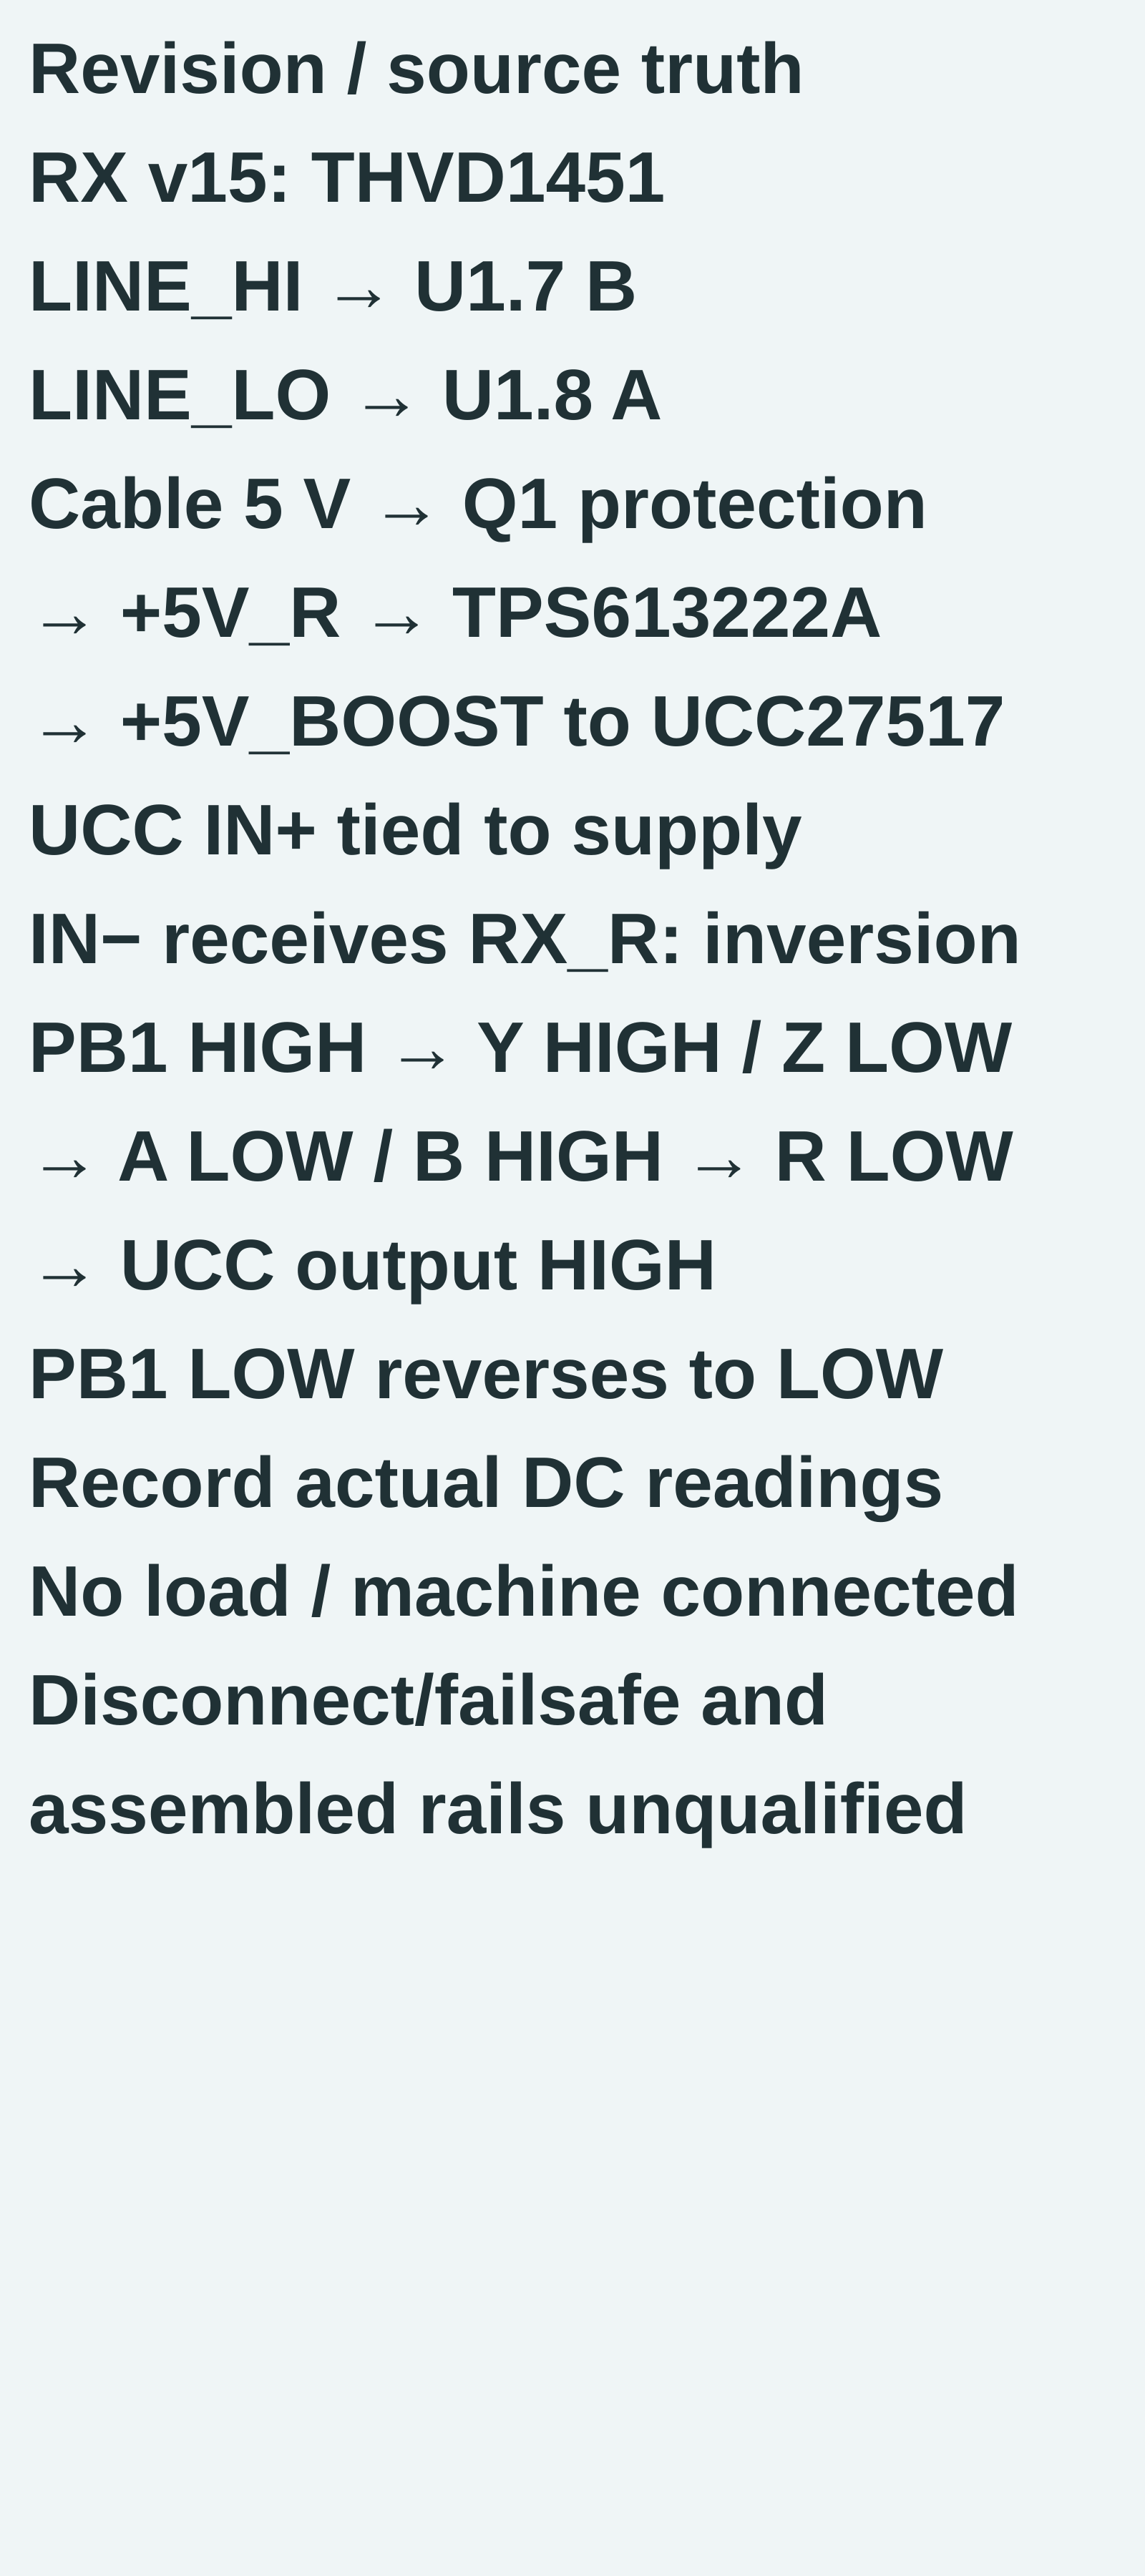 Revision / source truth
RX v15: THVD1451
LINE_HI → U1.7 B
LINE_LO → U1.8 A
Cable 5 V → Q1 protection
→ +5V_R → TPS613222A
→ +5V_BOOST to UCC27517
UCC IN+ tied to supply
IN− receives RX_R: inversion
PB1 HIGH → Y HIGH / Z LOW
→ A LOW / B HIGH → R LOW
→ UCC output HIGH
PB1 LOW reverses to LOW
Record actual DC readings
No load / machine connected
Disconnect/failsafe and
assembled rails unqualified